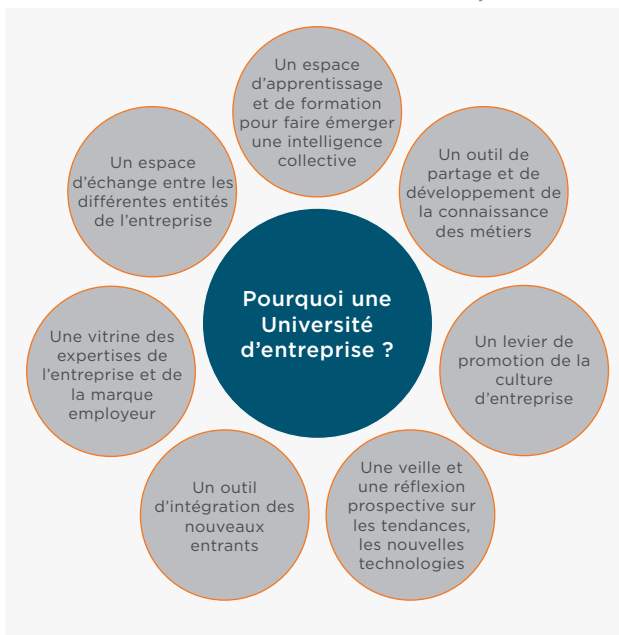 Un espace
d'apprentissage
et de formation
pour faire émerger
une intelligence
collective
Un outil de
partage et de
développement de
la connaissance
des métiers
Un levier de
promotion de la
culture
d'entreprise
Une veille et
une réflexion
prospective sur
les tendances,
les nouvelles
technologies
Un outil
d'intégration des
nouveaux
entrants
Une vitrine des
expertises de
l'entreprise et de
la marque
employeur
Un espace
d'échange entre les
différentes entités
de l'entreprise
Pourquoi une
Université
d'entreprise ?